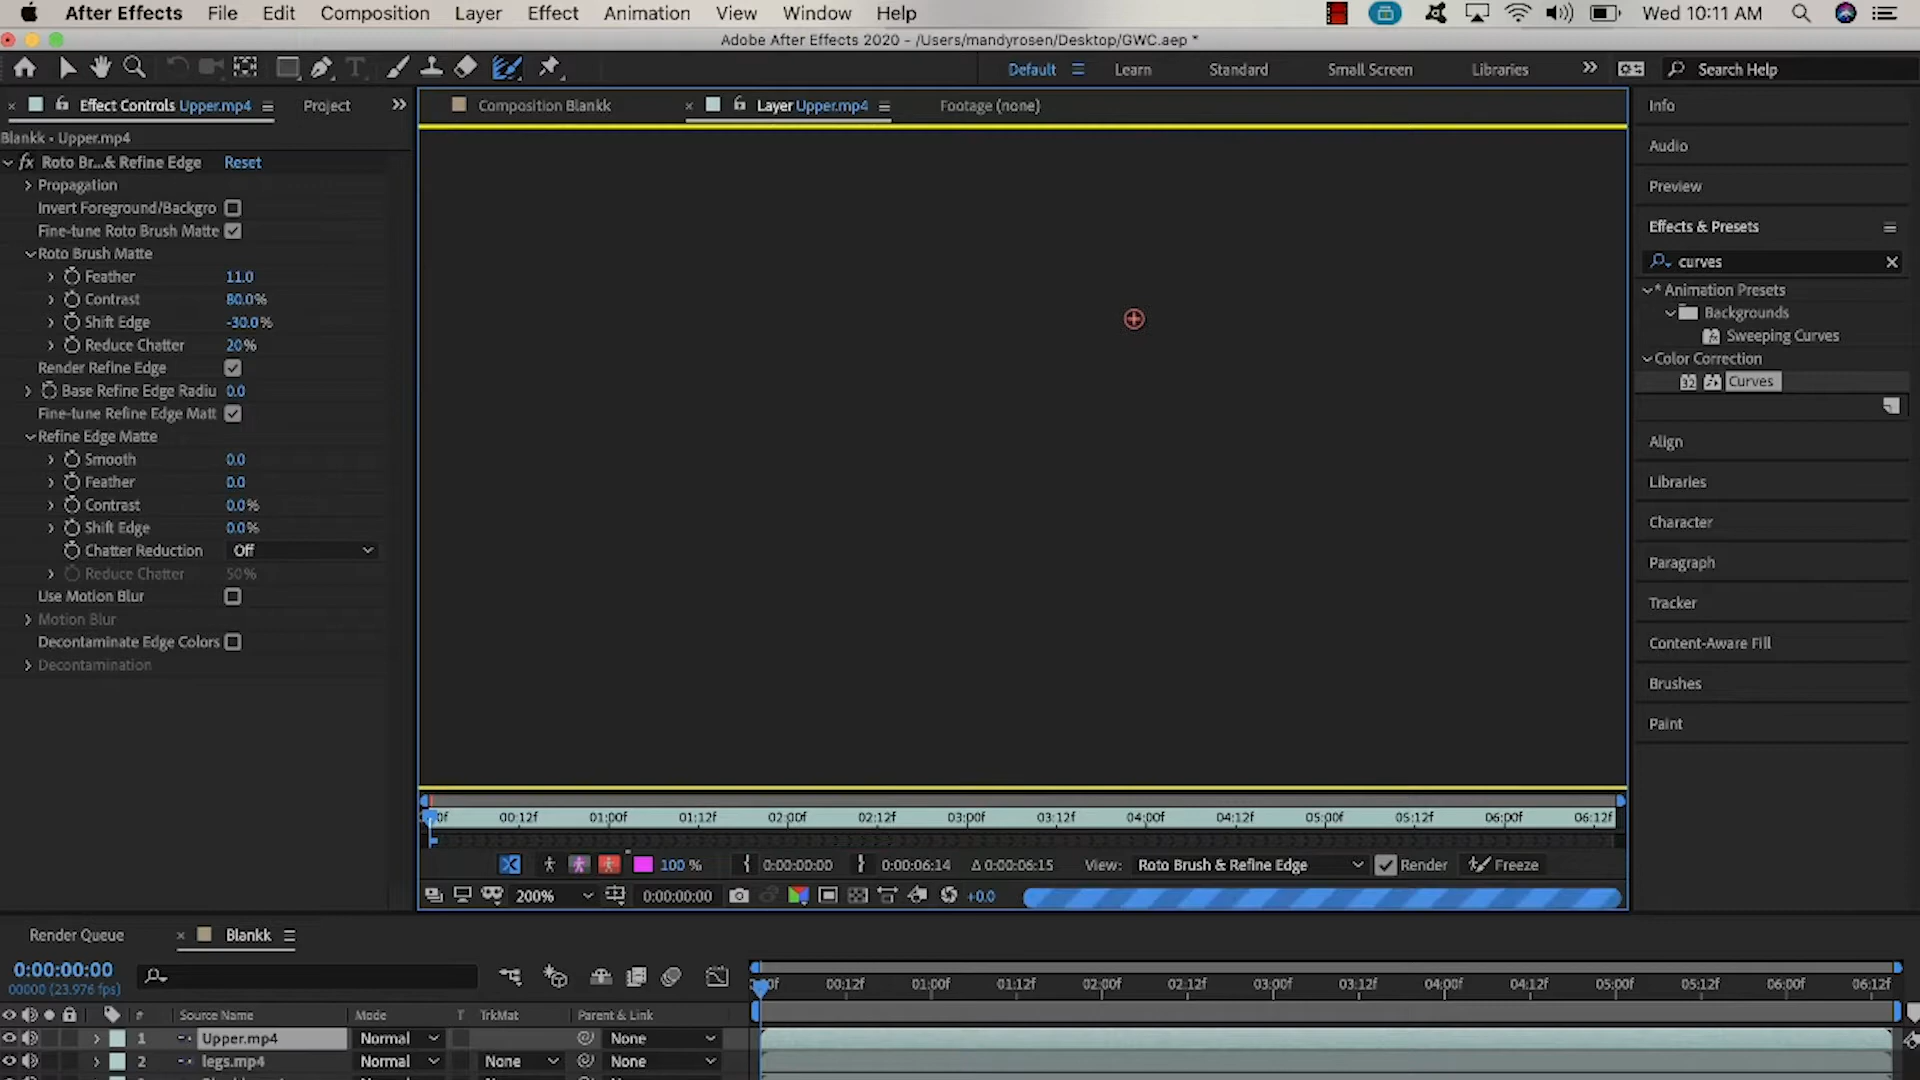 After Effects File Edit Composition Layer Effect Animation View Window Help Wed 10:11 AM
Adobe After Effects 2020 - /Users/mandyrosen/Desktop/GWC.aep *
Default Learn Standard Small Screen Libraries Search Help
Effect Controls Upper.mp4 Project Composition Blankk Layer Upper.mp4 Footage (none) Info
Blankk • Upper.mp4
Roto Br...& Refine Edge Reset
Propagation
Invert Foreground/Backgro
Fine-tune Roto Brush Matte
Roto Brush Matte
Feather 11.0
Contrast 80.0%
Shift Edge -30.0%
Reduce Chatter 20%
Render Refine Edge
Base Refine Edge Radiu 0.0
Fine-tune Refine Edge Matt
Refine Edge Matte
Smooth 0.0
Feather 0.0
Contrast 0.0%
Shift Edge 0.0%
Chatter Reduction Off
Reduce Chatter 50%
Use Motion Blur
Motion Blur
Decontaminate Edge Colors
Decontamination
Audio
Preview
Effects & Presets
curves
* Animation Presets
Backgrounds
Sweeping Curves
Color Correction
32 Curves
Align
Libraries
Character
Paragraph
Tracker
Content-Aware Fill
Brushes
Paint
00f 00:12f 01:00f 01:12f 02:00f 02:12f 03:00f 03:12f 04:00f 04:12f 05:00f 05:12f 06:00f 06:12f
100 % 0:00:00:00 0:00:06:14 Δ 0:00:06:15 View: Roto Brush & Refine Edge Render Freeze
200% 0:00:00:00 +0.0
Render Queue Blankk
0:00:00:00
00000 (23.976 fps)
00f 00:12f 01:00f 01:12f 02:00f 02:12f 03:00f 03:12f 04:00f 04:12f 05:00f 05:12f 06:00f 06:12f
# Source Name Mode T TrkMat Parent & Link
1 Upper.mp4 Normal None
2 legs.mp4 Normal None None